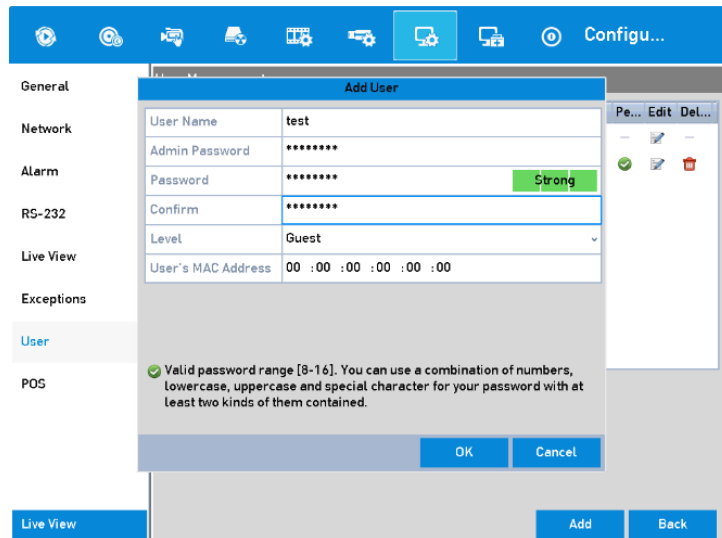 Configu...
General
Network
Alarm
RS-232
Live View
Exceptions
User
POS
Live View
Add User
User Name test
Admin Password ********
Password ******** Strong
Confirm ********
Level Guest
User's MAC Address 00 :00 :00 :00 :00 :00
Valid password range [8-16]. You can use a combination of numbers,
lowercase, uppercase and special character for your password with at
least two kinds of them contained.
OK Cancel
Pe... Edit Del...
Add Back